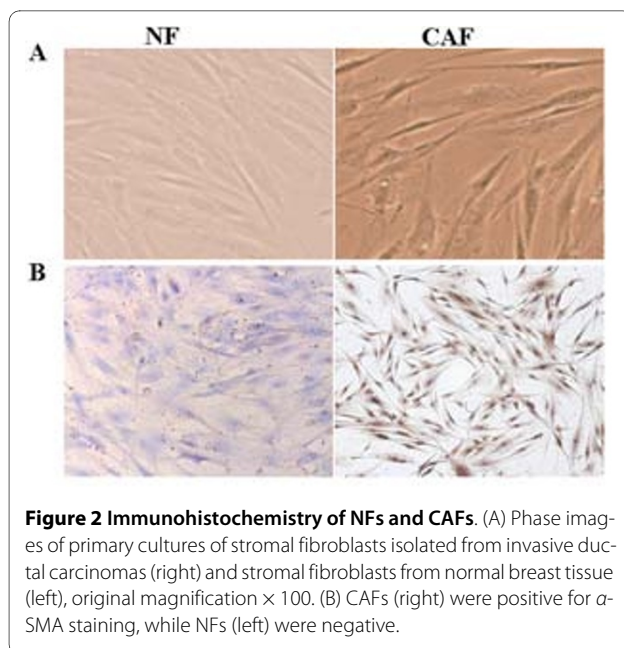 NF CAF
A
B
Figure 2 Immunohistochemistry of NFs and CAFs. (A) Phase imag-
es of primary cultures of stromal fibroblasts isolated from invasive duc-
tal carcinomas (right) and stromal fibroblasts from normal breast tissue
(left), original magnification × 100. (B) CAFs (right) were positive for α-
SMA staining, while NFs (left) were negative.